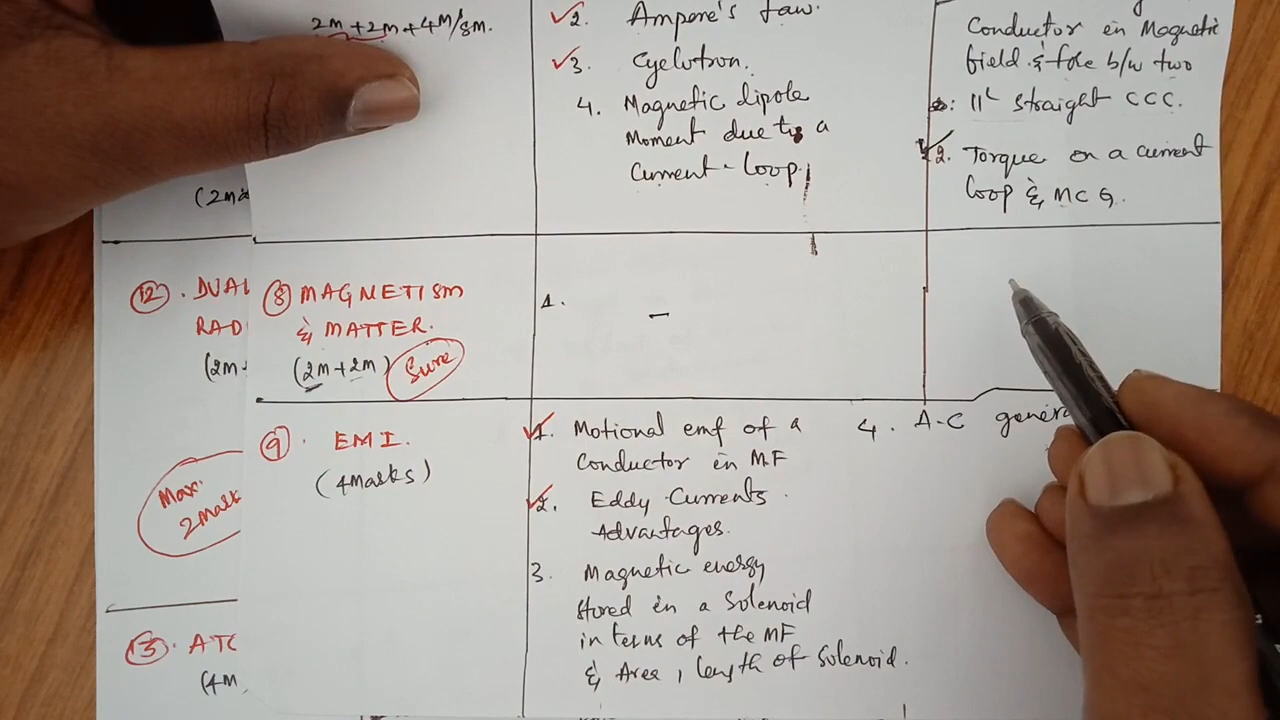 2m+2m+4M/8m.
(2m
2. Ampere's Law.
3. Cyclotron.
4. Magnetic dipole
Moment due to a
Current-Loop
Conductor in Magnetic
field & foce b/w two
straight CCC.
2. Torque on a current
loop & MCG.
12. DUAL
RAD
(2m+
Max.
2Mark
13. ATO
(4m
8 MAGNETISM
& MATTER.
(2m+2m) Sure
1. -
9. EMI.
(4Marks)
1. Motional emf of a
Conductor in MF
2. Eddy Currents
Advantages.
3. Magnetic energy
stored in a Solenoid
in terms of the MF
& Area, length of Solenoid.
4. A-C genera